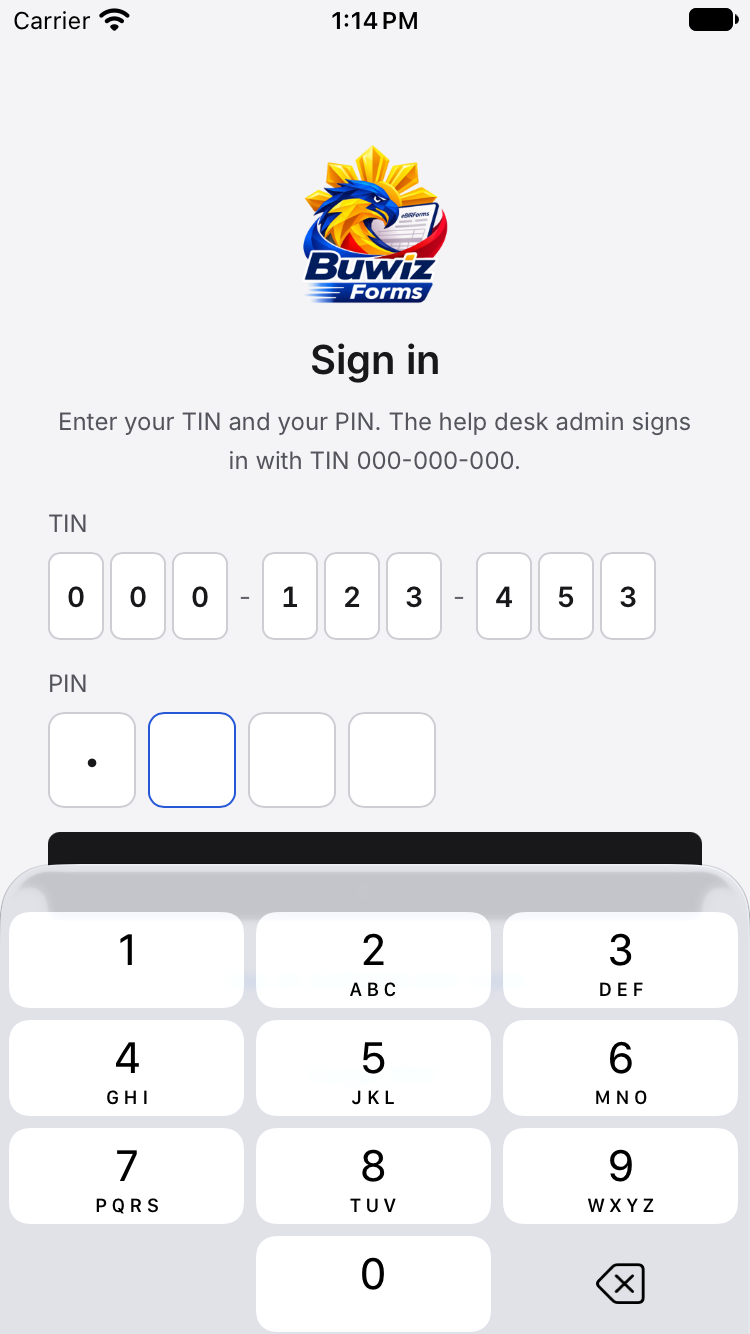 Carrier
1:14 PM
eBIRForms
Buwiz
Forms
Sign in
Enter your TIN and your PIN. The help desk admin signs
in with TIN 000-000-000.
TIN
0 0 0 - 1 2 3 - 4 5 3
PIN
1
2
ABC
3
DEF
4
GHI
5
JKL
6
MNO
7
PQRS
8
TUV
9
WXYZ
0